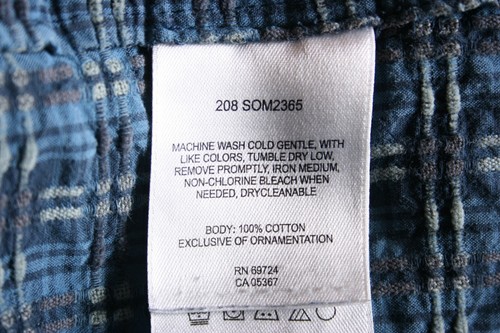 208 SOM2365
MACHINE WASH COLD GENTLE, WITH
LIKE COLORS, TUMBLE DRY LOW,
REMOVE PROMPTLY, IRON MEDIUM,
NON-CHLORINE BLEACH WHEN
NEEDED, DRYCLEANABLE
BODY: 100% COTTON
EXCLUSIVE OF ORNAMENTATION
RN 69724
CA 05367